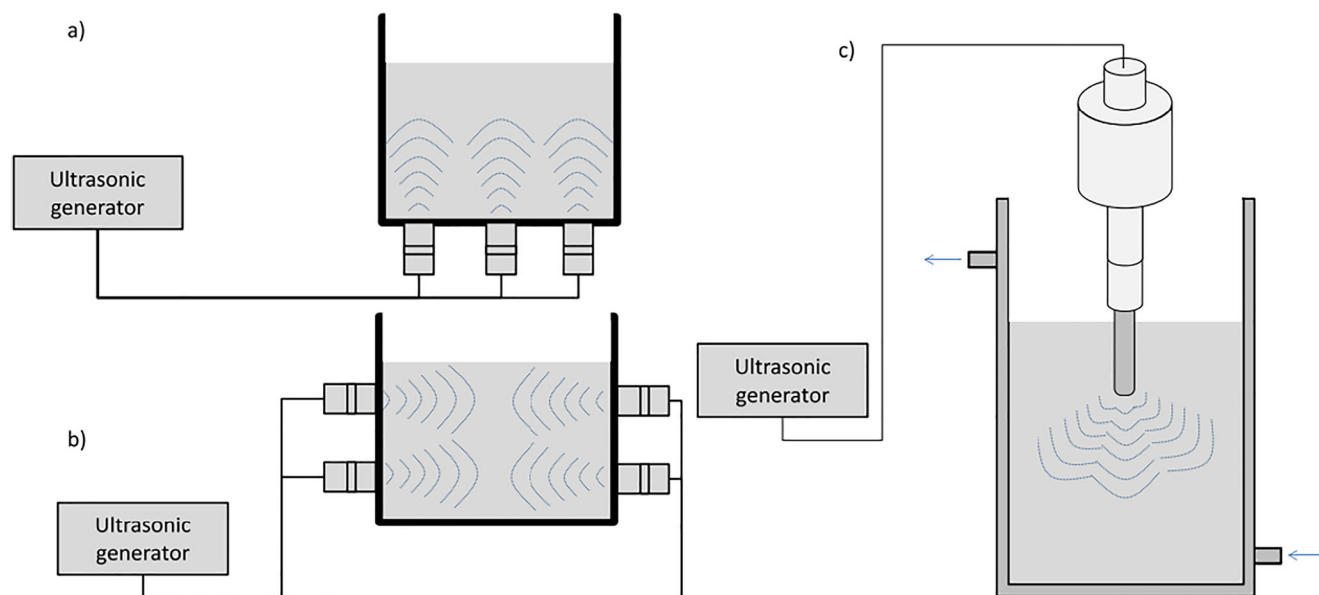 a)
Ultrasonic
generator
b)
Ultrasonic
generator
c)
Ultrasonic
generator